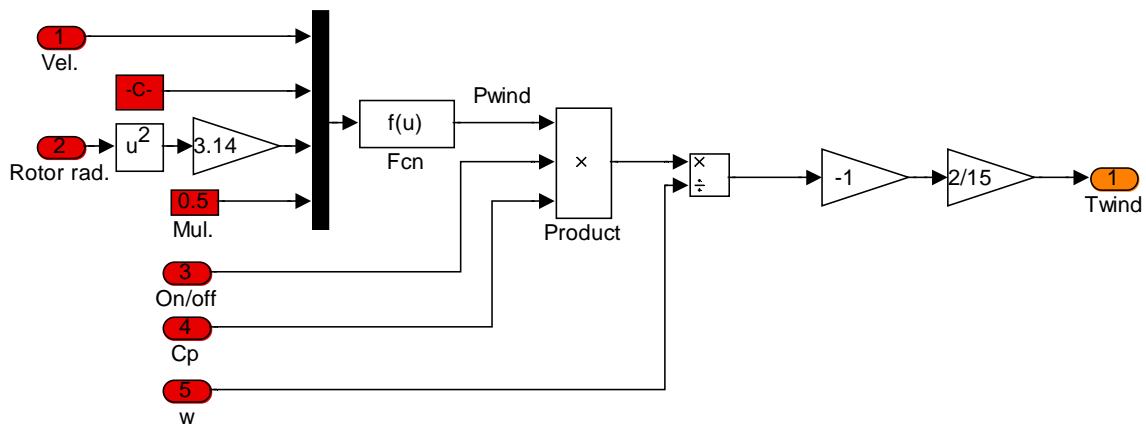 1
Vel.
-C-
2
Rotor rad.
u2
3.14
0.5
Mul.
f(u)
Fcn
Pwind
×
Product
3
On/off
4
Cp
5
w
×
÷
-1
2/15
1
Twind